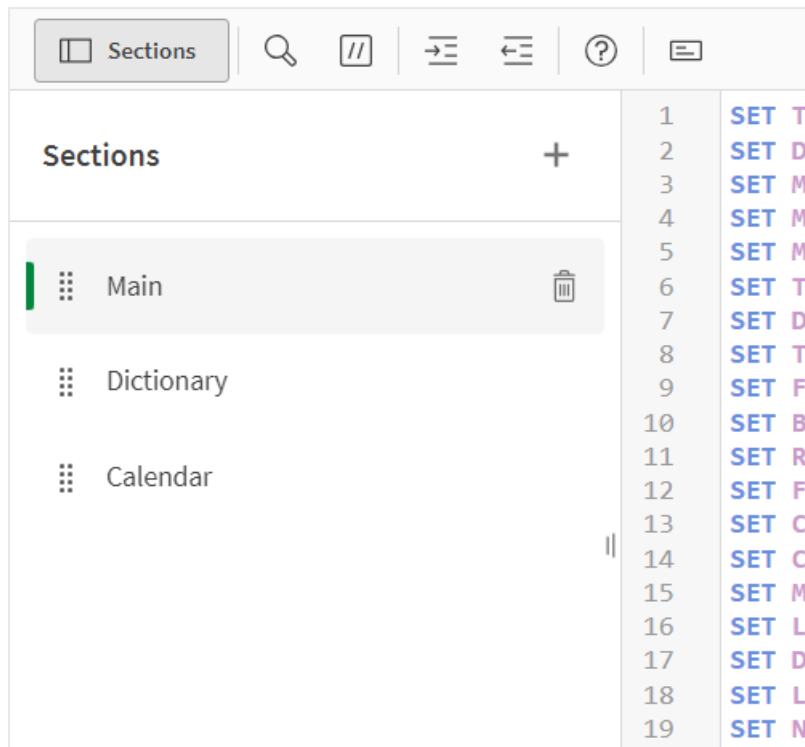 Sections
//
?
Sections
+
Main
Dictionary
Calendar
1 SET T
2 SET D
3 SET M
4 SET M
5 SET M
6 SET T
7 SET D
8 SET T
9 SET F
10 SET B
11 SET R
12 SET F
13 SET C
14 SET C
15 SET M
16 SET L
17 SET D
18 SET L
19 SET N